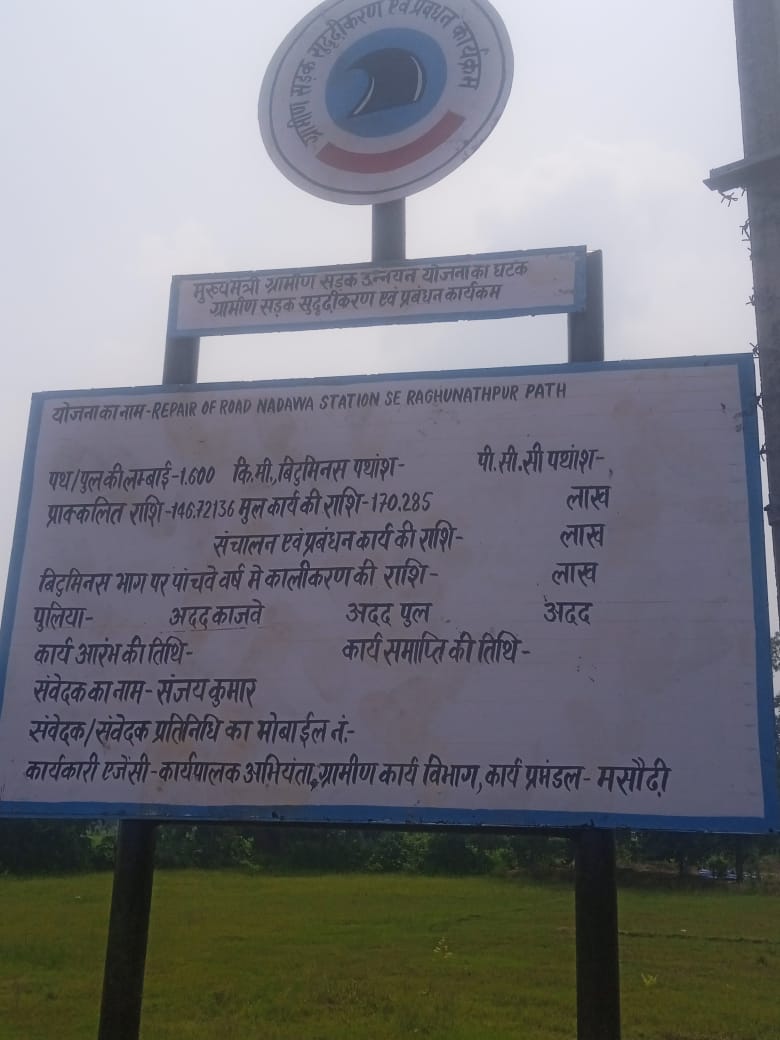 ग्रामीण सड़क सुदृढ़ीकरण एवं प्रबंधन कार्यक्रम
मुख्यमंत्री ग्रामीण सड़क उन्नयन योजना का घटक
ग्रामीण सड़क सुदृढ़ीकरण एवं प्रबंधन कार्यकम
योजना का नाम-REPAIR OF ROAD NADAWA STATION SE RAGHUNATHPUR PATH
पथ/पुल की लम्बाई-1.600 कि.मी.,बिटुमिनस पथांश- पी.सी.सी पथांश-
प्राक्कलित राशि-146.72136 मुल कार्य की राशि-170.285 लाख
संचालन एवं प्रबंधन कार्य की राशि- लाख
बिटुमिनस भाग पर पांचवे वर्ष मे कालीकरण की राशि- लाख
पुलिया- अदद काजवे अदद पुल अदद
कार्य आरंभ की तिथि- कार्य समाप्ति की तिथि-
संवेदक का नाम- संजय कुमार
संवेदक/संवेदक प्रतिनिधि का मोबाईल नं.-
कार्यकारी एजेंसी-कार्यपालक अभियंता,ग्रामीण कार्य विभाग, कार्य प्रमंडल- मसौढ़ी